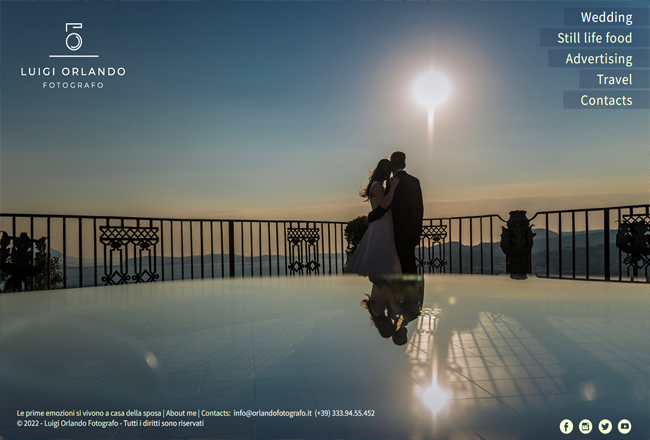 LUIGI ORLANDO
FOTOGRAFO
Wedding
Still life food
Advertising
Travel
Contacts
Le prime emozioni si vivono a casa della sposa | About me | Contacts: info@orlandofotografo.it (+39) 333.94.55.452
© 2022 - Luigi Orlando Fotografo - Tutti i diritti sono riservati